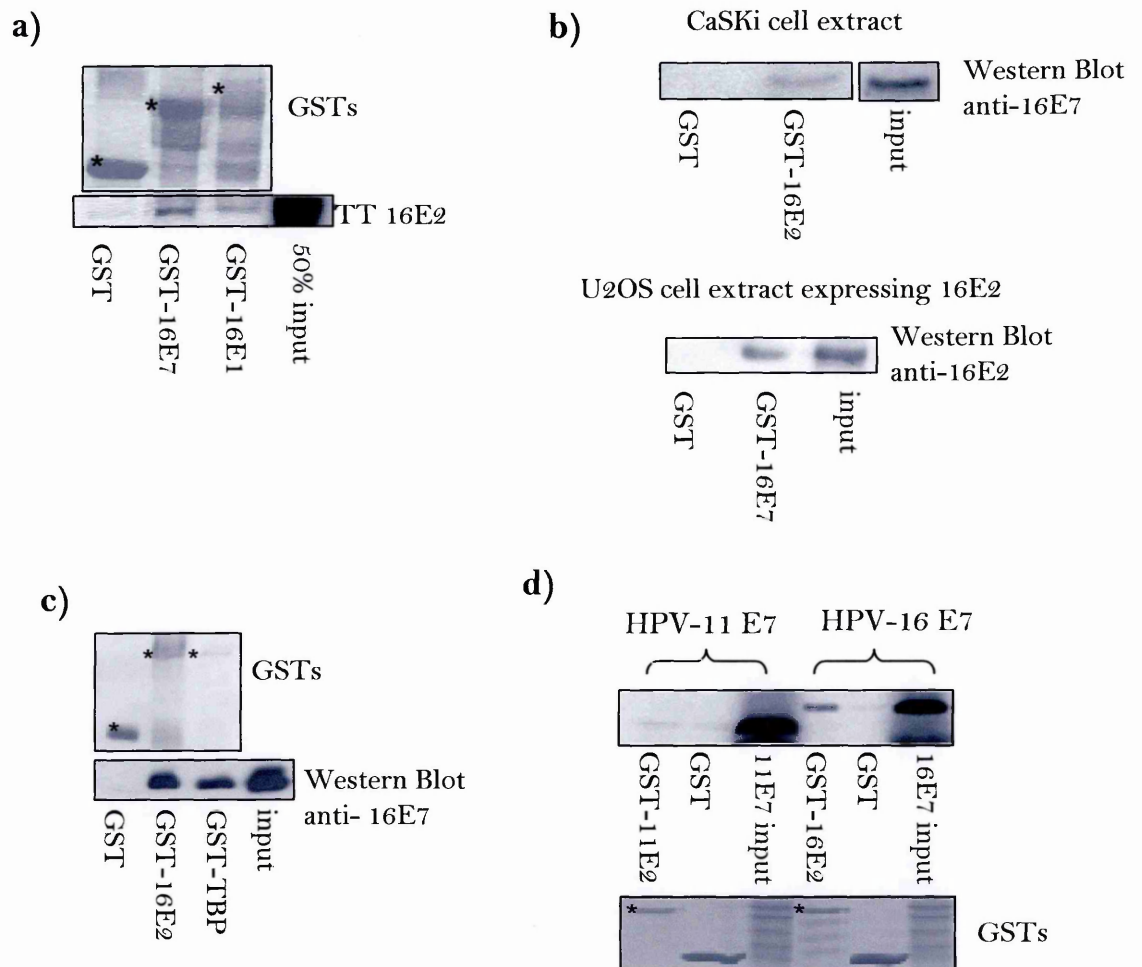 a)
GSTs
TT 16E2
GST
GST-16E7
GST-16E1
50% input
b)
CaSKi cell extract
Western Blot
anti-16E7
GST
GST-16E2
input
U2OS cell extract expressing 16E2
Western Blot
anti-16E2
GST
GST-16E7
input
c)
GSTs
Western Blot
anti- 16E7
GST
GST-16E2
GST-TBP
input
d)
HPV-11 E7
HPV-16 E7
GST-11E2
GST
11E7 input
GST-16E2
GST
16E7 input
GSTs